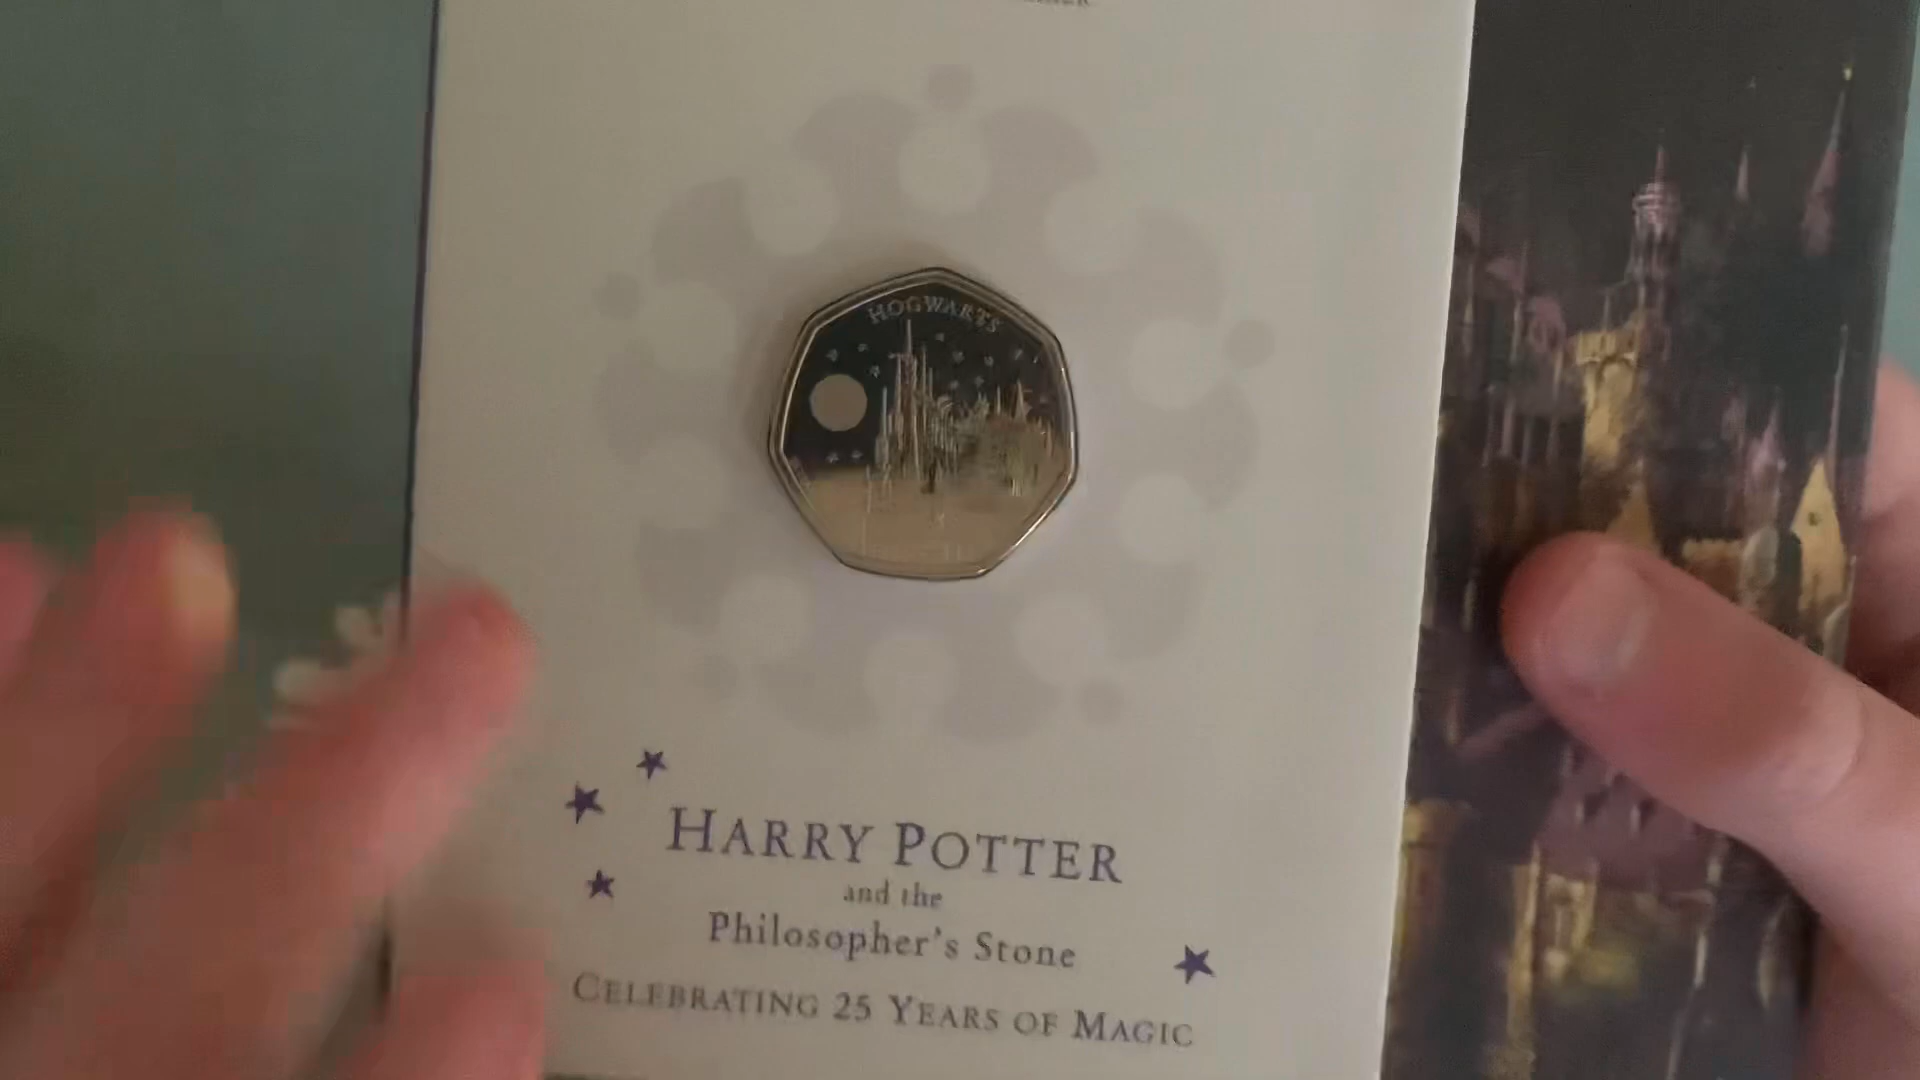 HOGWARTS
HARRY POTTER
and the
Philosopher's Stone
CELEBRATING 25 YEARS OF MAGIC